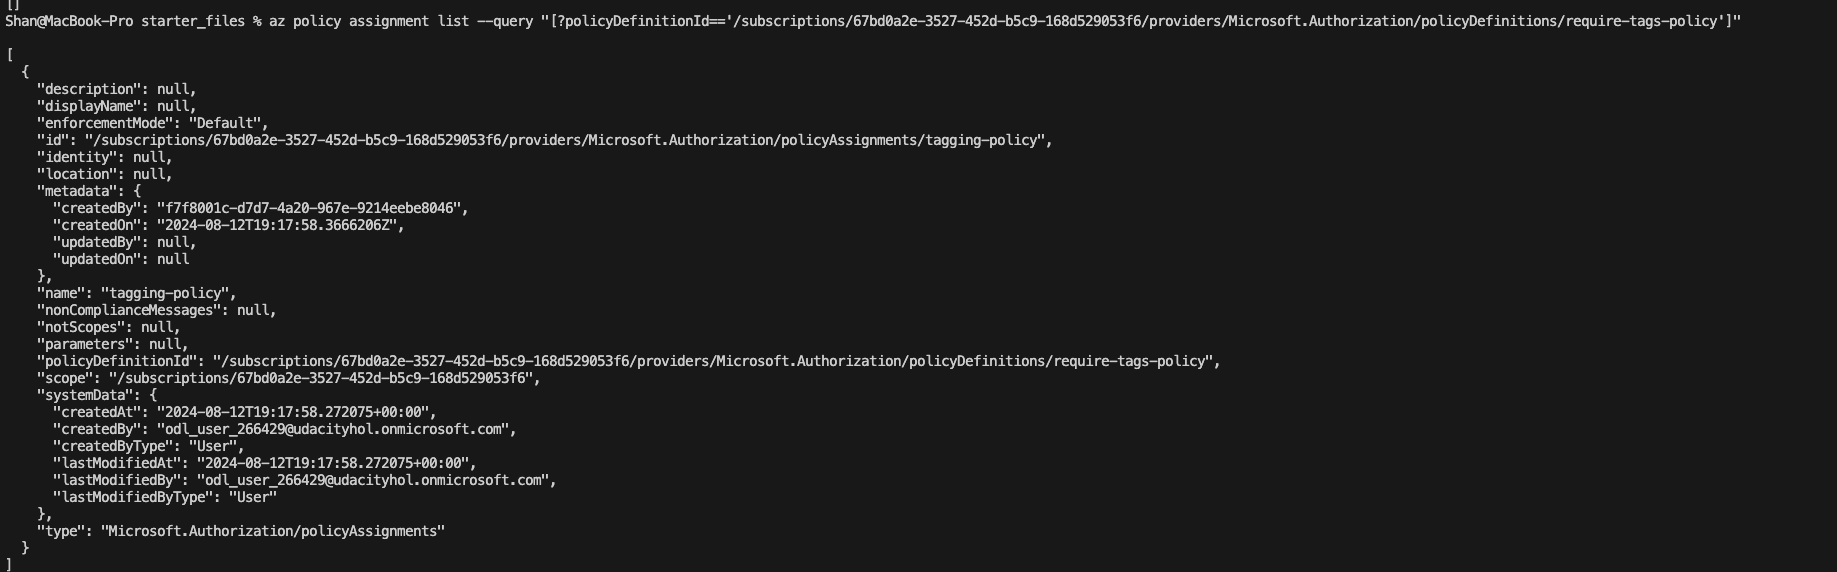 []
Shan@MacBook-Pro starter_files % az policy assignment list --query "[?policyDefinitionId=='/subscriptions/67bd0a2e-3527-452d-b5c9-168d529053f6/providers/Microsoft.Authorization/policyDefinitions/require-tags-policy']"
[
  {
    "description": null,
    "displayName": null,
    "enforcementMode": "Default",
    "id": "/subscriptions/67bd0a2e-3527-452d-b5c9-168d529053f6/providers/Microsoft.Authorization/policyAssignments/tagging-policy",
    "identity": null,
    "location": null,
    "metadata": {
      "createdBy": "f7f8001c-d7d7-4a20-967e-9214eebe8046",
      "createdOn": "2024-08-12T19:17:58.3666206Z",
      "updatedBy": null,
      "updatedOn": null
    },
    "name": "tagging-policy",
    "nonComplianceMessages": null,
    "notScopes": null,
    "parameters": null,
    "policyDefinitionId": "/subscriptions/67bd0a2e-3527-452d-b5c9-168d529053f6/providers/Microsoft.Authorization/policyDefinitions/require-tags-policy",
    "scope": "/subscriptions/67bd0a2e-3527-452d-b5c9-168d529053f6",
    "systemData": {
      "createdAt": "2024-08-12T19:17:58.272075+00:00",
      "createdBy": "odl_user_266429@udacityhol.onmicrosoft.com",
      "createdByType": "User",
      "lastModifiedAt": "2024-08-12T19:17:58.272075+00:00",
      "lastModifiedBy": "odl_user_266429@udacityhol.onmicrosoft.com",
      "lastModifiedByType": "User"
    },
    "type": "Microsoft.Authorization/policyAssignments"
  }
]